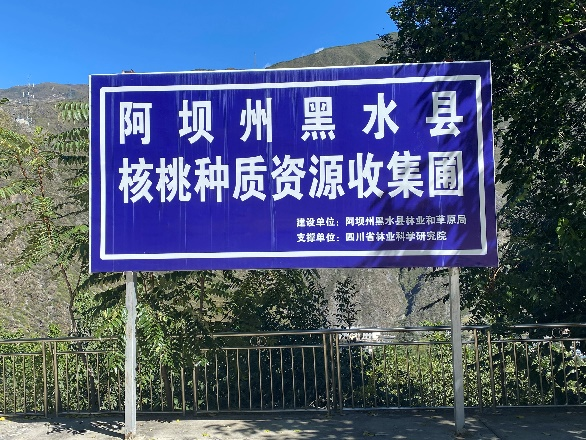 阿坝州黑水县
核桃种质资源收集圃
建设单位：阿坝州黑水县林业和草原局
支撑单位：四川省林业科学研究院